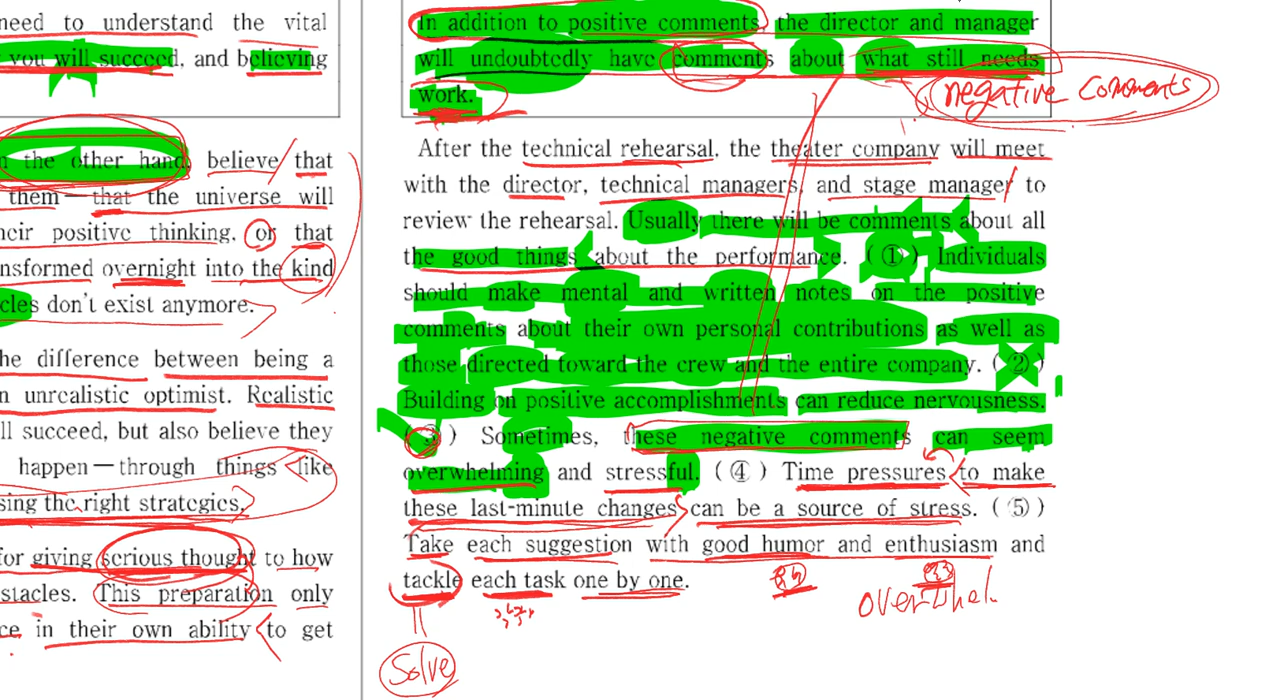 need to understand the vital
you will succeed, and believing
n the other hand, believe that
them—that the universe will
heir positive thinking, or that
nsformed overnight into the kind
cles don't exist anymore.
he difference between being a
n unrealistic optimist. Realistic
ll succeed, but also believe they
happen—through things like
sing the right strategies,
for giving serious thought to how
stacles. This preparation only
ce in their own ability to get
In addition to positive comments, the director and manager
will undoubtedly have comments about what still needs
work.
negative comments
After the technical rehearsal, the theater company will meet
with the director, technical managers, and stage manager to
review the rehearsal. Usually there will be comments about all
the good things about the performance. ( ① ) Individuals
should make mental and written notes on the positive
comments about their own personal contributions as well as
those directed toward the crew and the entire company. ( ② )
Building on positive accomplishments can reduce nervousness.
( ③ ) Sometimes, these negative comments can seem
overwhelming and stressful. ( ④ ) Time pressures to make
these last-minute changes can be a source of stress. ( ⑤ )
Take each suggestion with good humor and enthusiasm and
tackle each task one by one.
overwhel
Solve